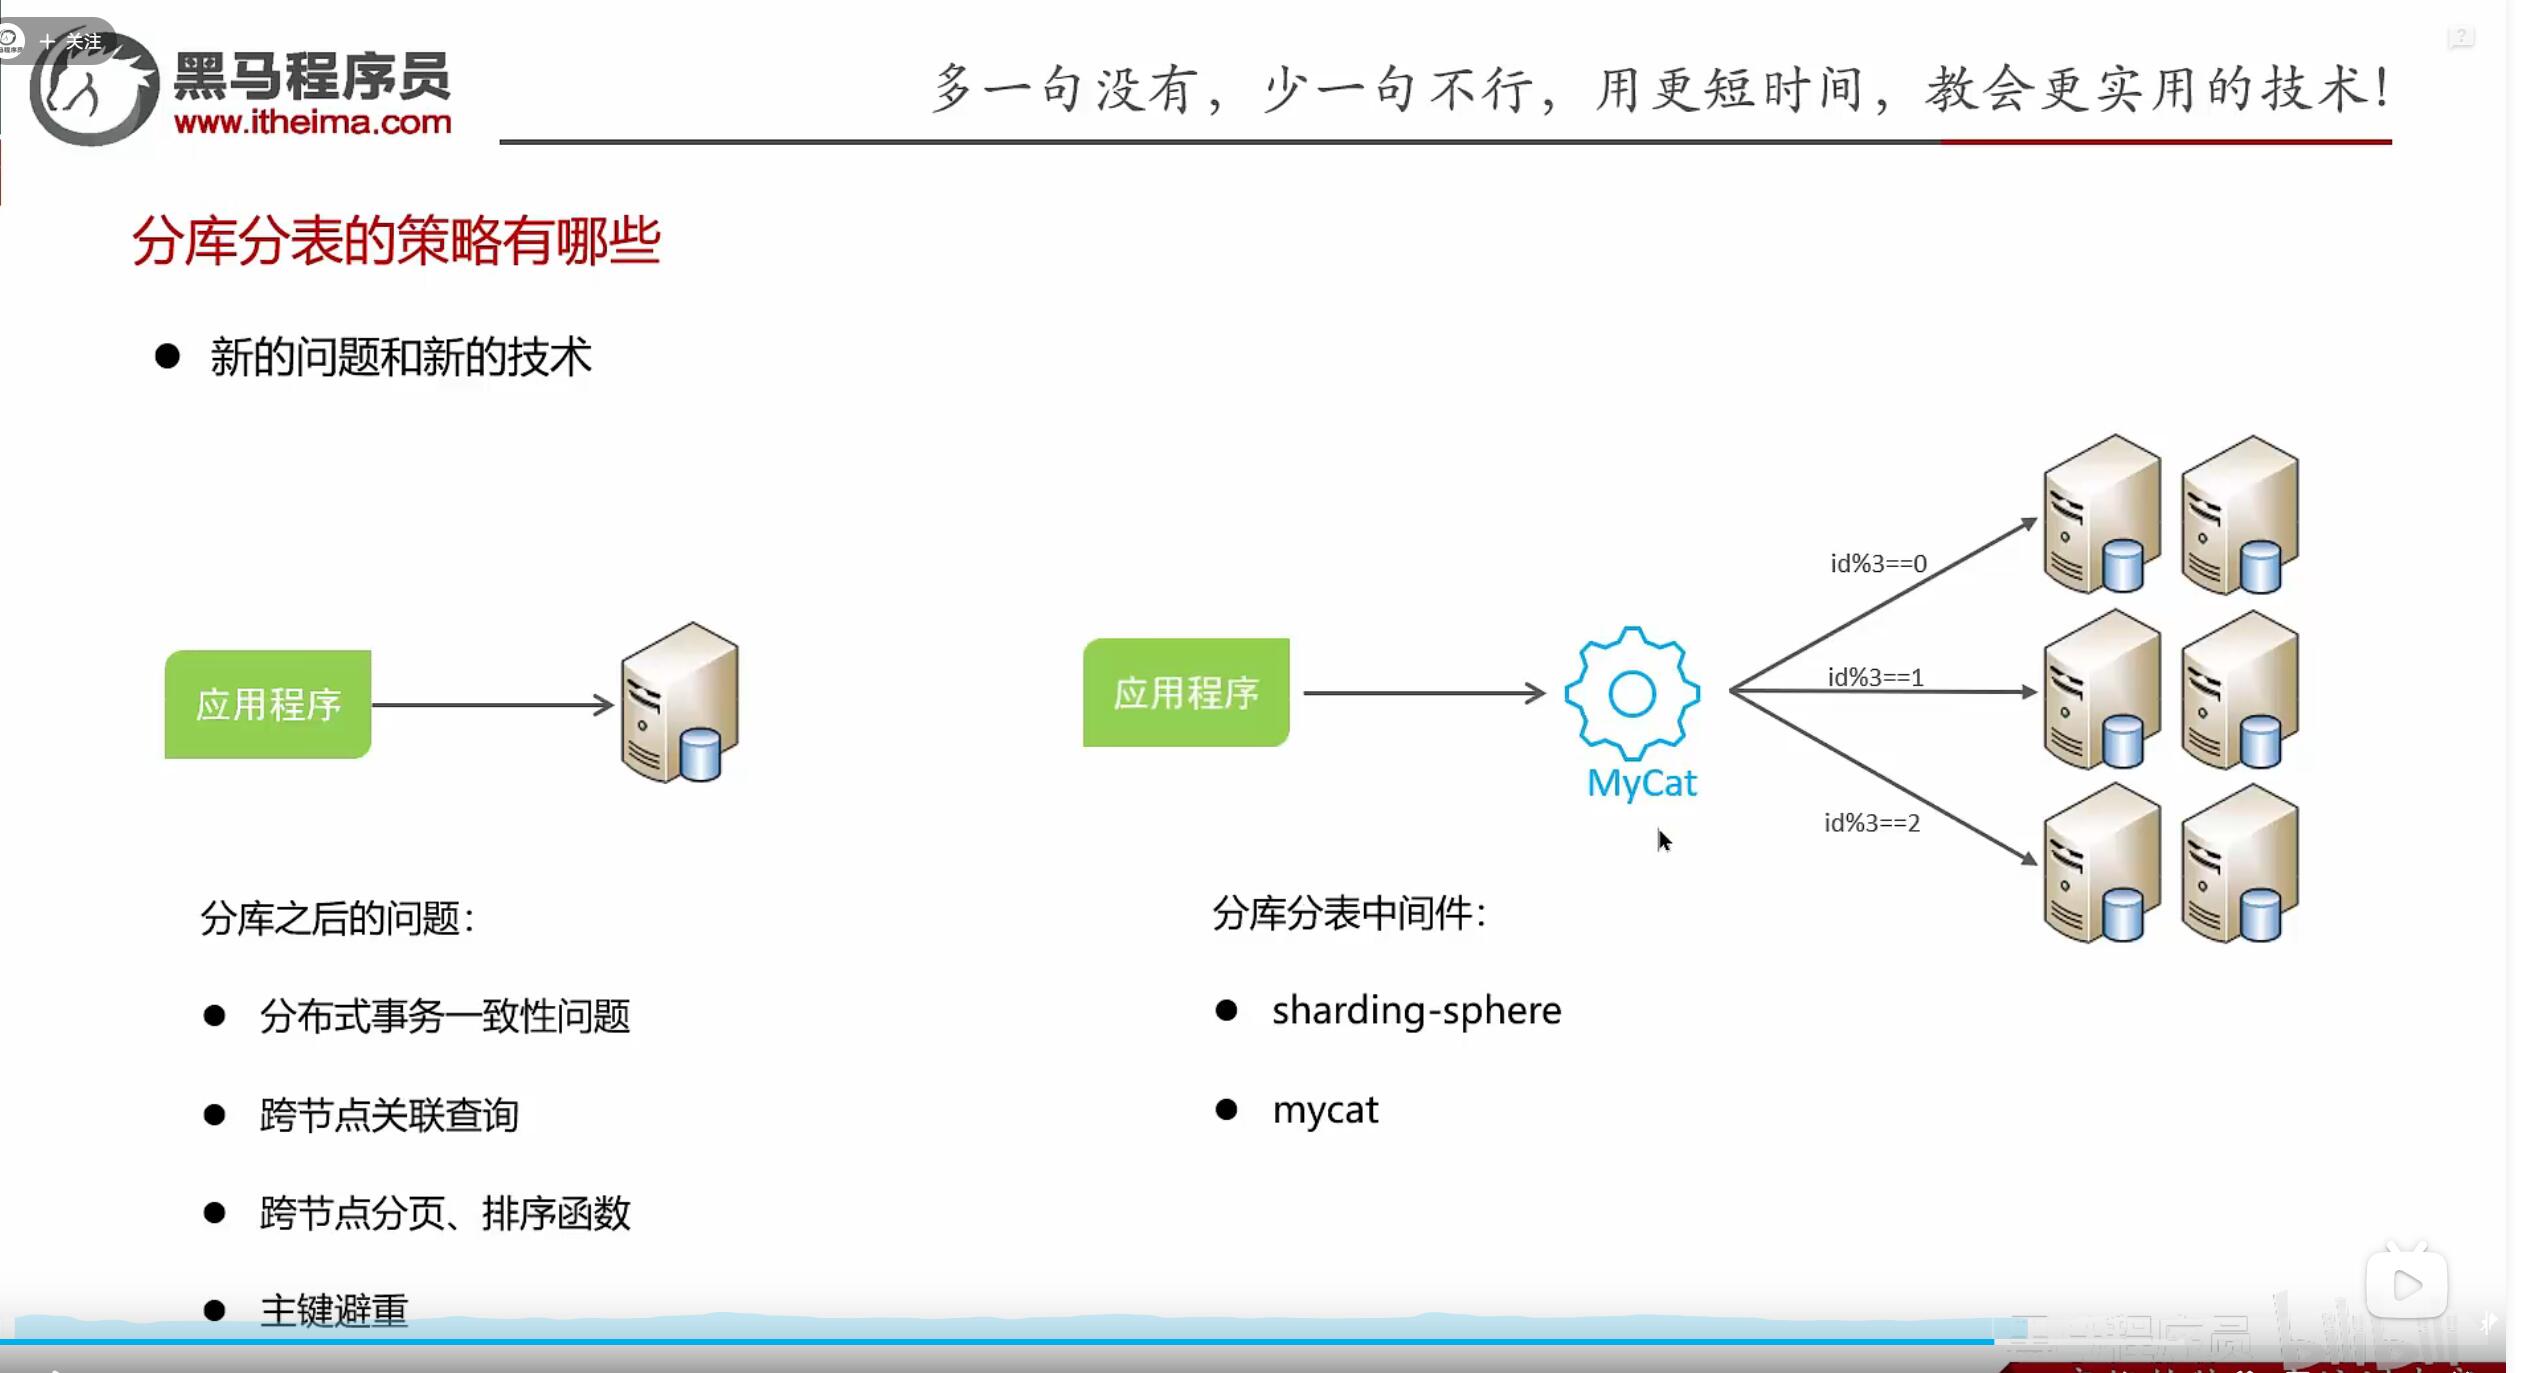 + 关注
黑马程序员
www.itheima.com
多一句没有，少一句不行，用更短时间，教会更实用的技术！
分库分表的策略有哪些
● 新的问题和新的技术
应用程序
应用程序
MyCat
id%3==0
id%3==1
id%3==2
分库之后的问题：
● 分布式事务一致性问题
● 跨节点关联查询
● 跨节点分页、排序函数
● 主键避重
分库分表中间件：
● sharding-sphere
● mycat
黑马程序员
bilibili